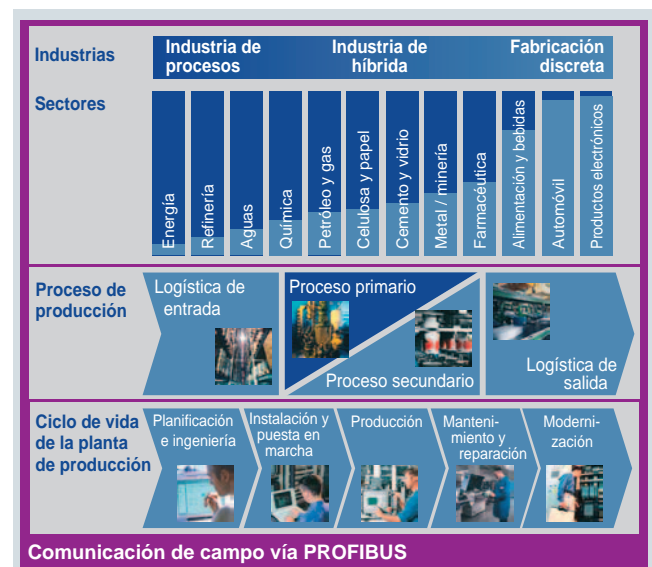 Industrias
Industria de
procesos
Industria de
híbrida
Fabricación
discreta
Sectores
Energía
Refinería
Aguas
Química
Petróleo y gas
Celulosa y papel
Cemento y vidrio
Metal / minería
Farmacéutica
Alimentación y bebidas
Automóvil
Productos electrónicos
Proceso de
producción
Logística de
entrada
Proceso primario
Proceso secundario
Logística de
salida
Ciclo de vida
de la planta
de producción
Planificación
e ingeniería
Instalación y
puesta en
marcha
Producción
Manteni-
miento y
reparación
Moderni-
zación
Comunicación de campo vía PROFIBUS